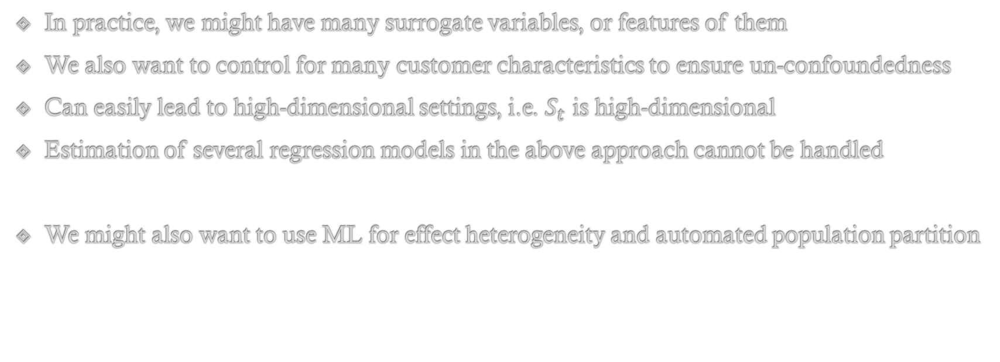 ❖ In practice, we might have many surrogate variables, or features of them
❖ We also want to control for many customer characteristics to ensure un-confoundedness
❖ Can easily lead to high-dimensional settings, i.e. Sₜ is high-dimensional
❖ Estimation of several regression models in the above approach cannot be handled
❖ We might also want to use ML for effect heterogeneity and automated population partition